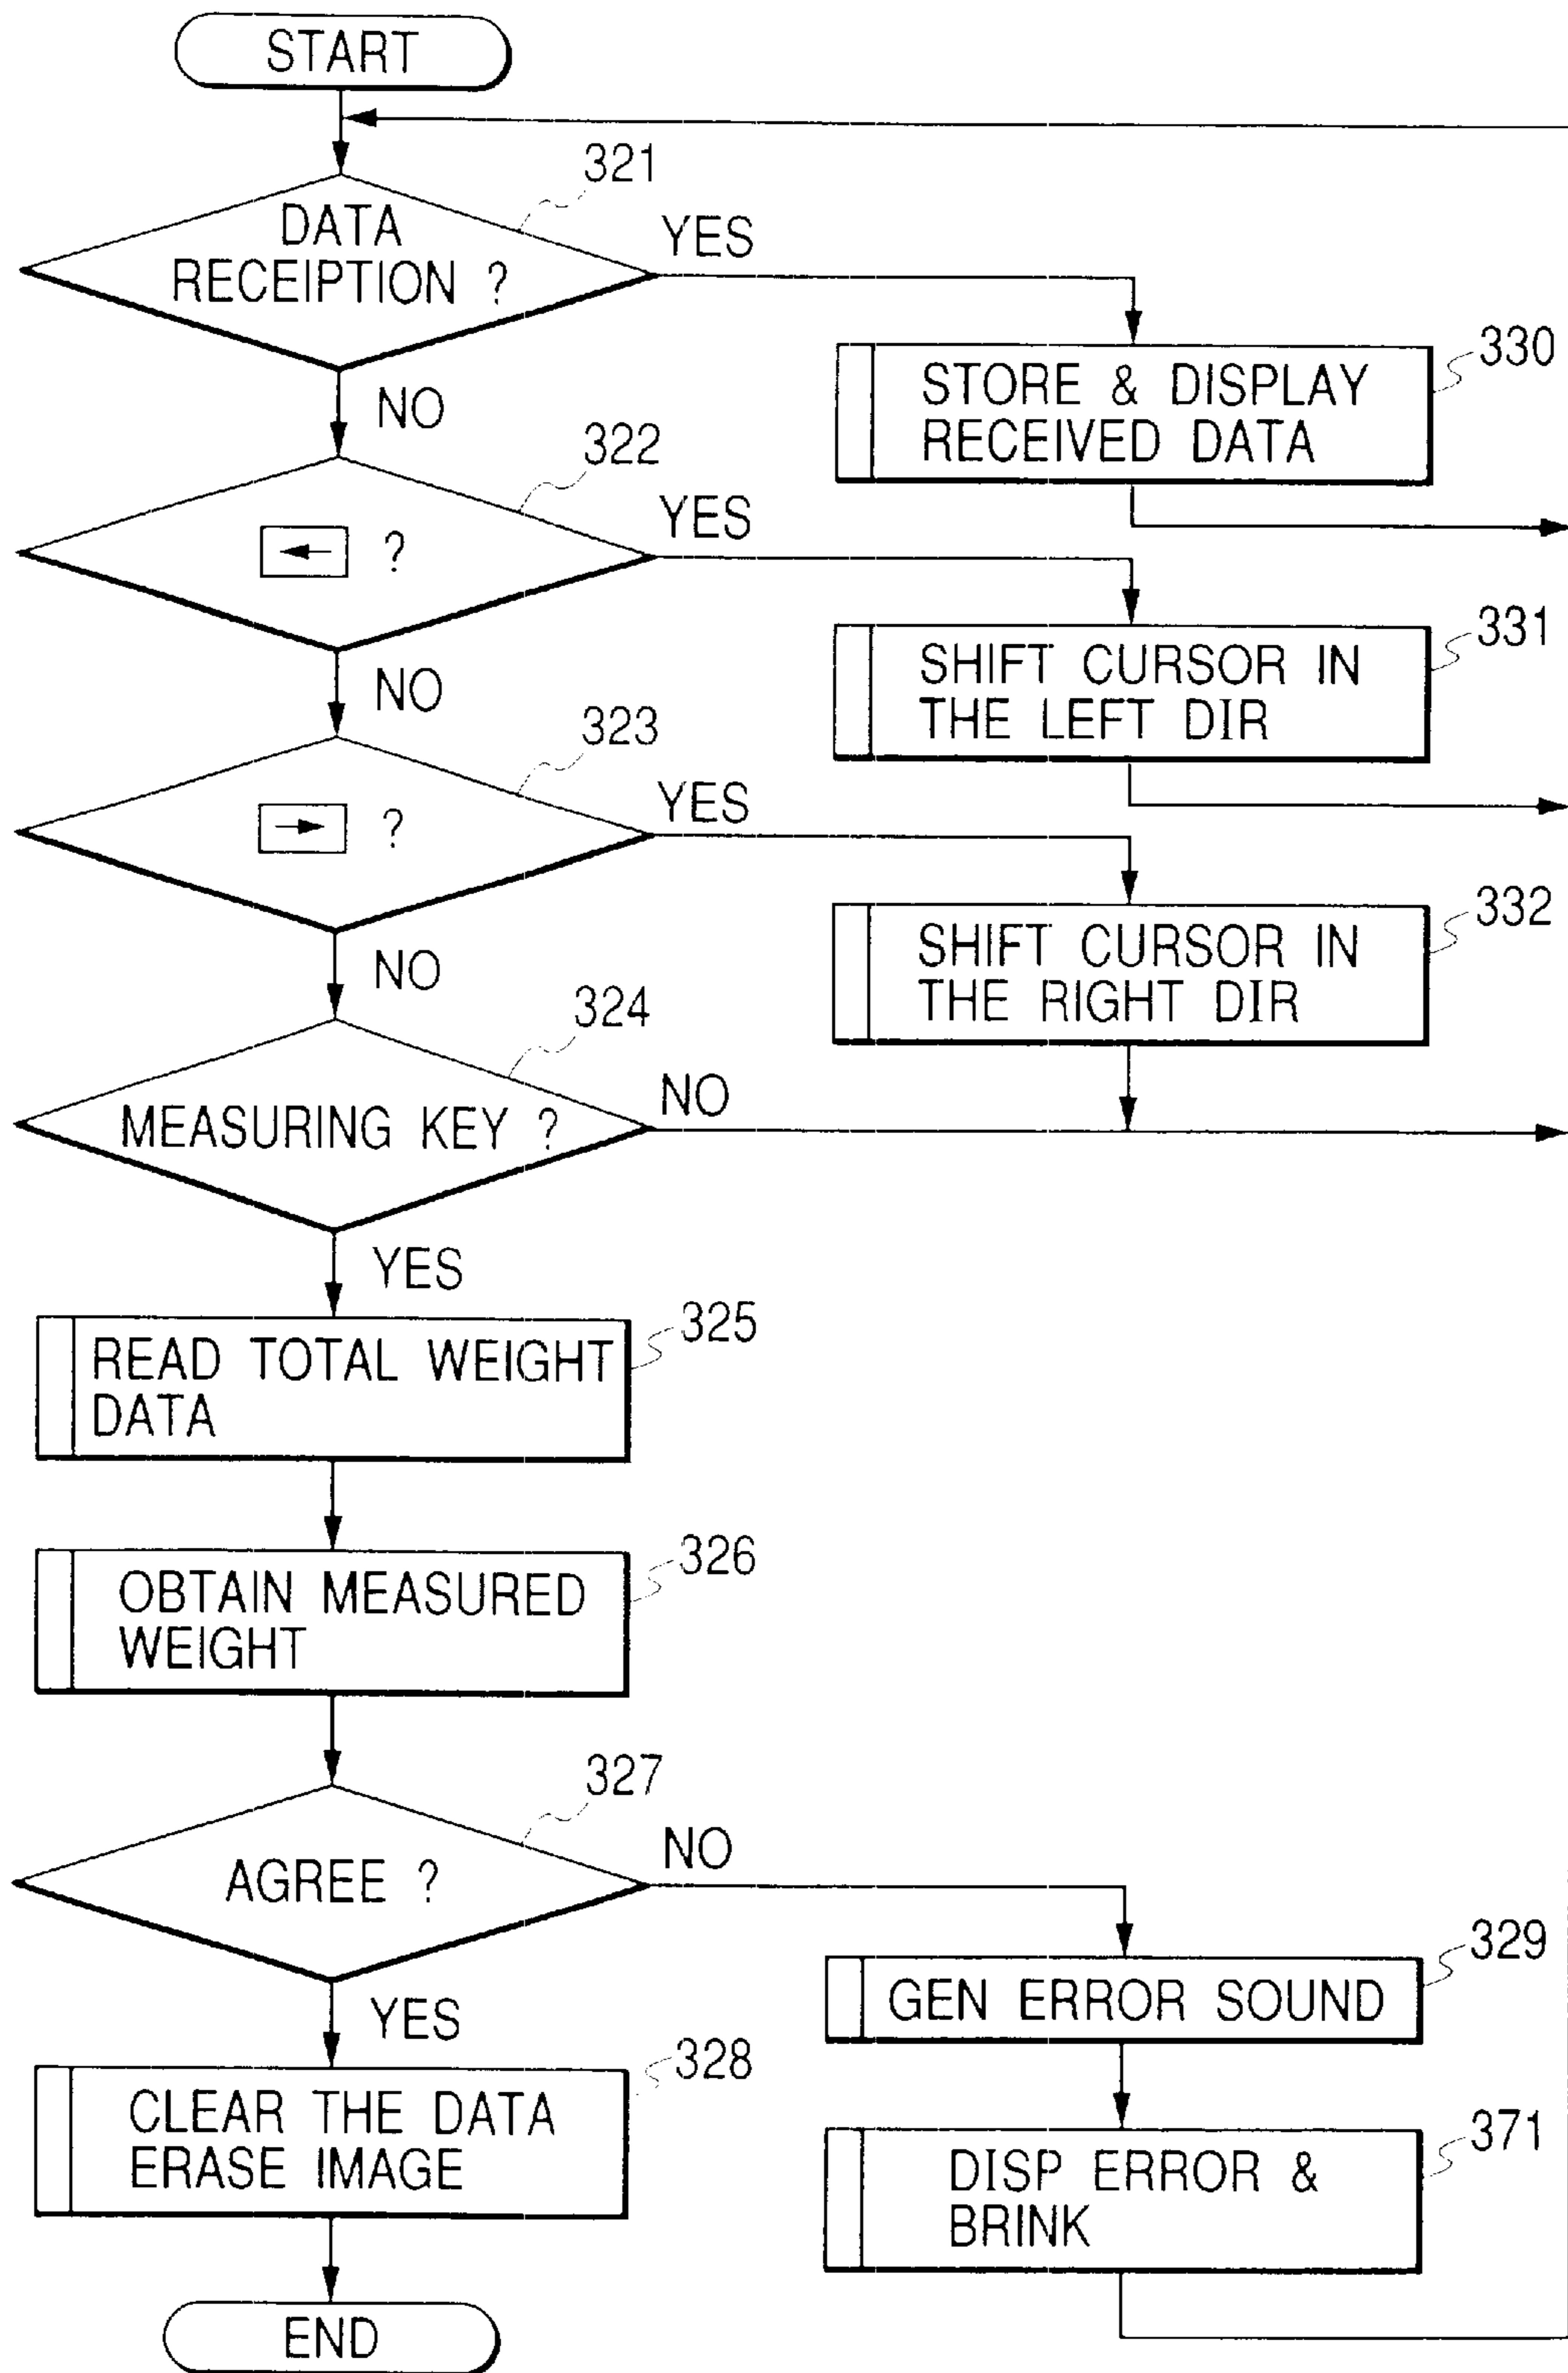 START
321
DATA
RECEIPTION ?
YES
330
STORE & DISPLAY
RECEIVED DATA
NO
322
?
YES
331
SHIFT CURSOR IN
THE LEFT DIR
NO
323
?
YES
332
SHIFT CURSOR IN
THE RIGHT DIR
NO
324
MEASURING KEY ?
NO
YES
325
READ TOTAL WEIGHT
DATA
326
OBTAIN MEASURED
WEIGHT
327
AGREE ?
NO
329
GEN ERROR SOUND
YES
328
CLEAR THE DATA
ERASE IMAGE
371
DISP ERROR &
BRINK
END